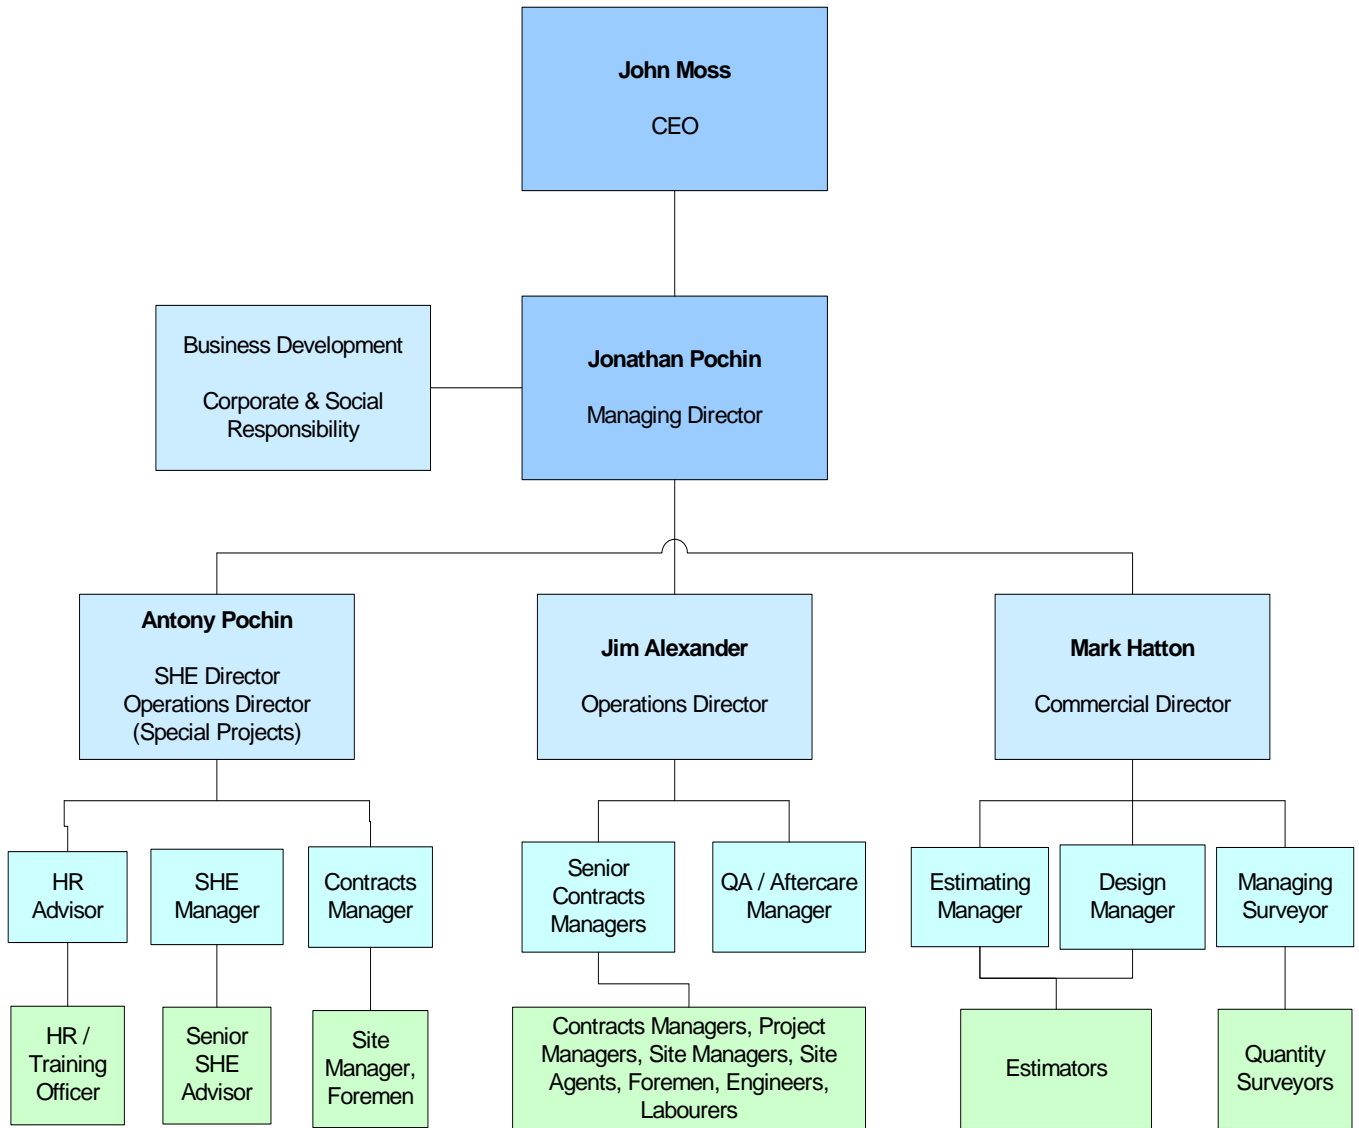 John Moss
CEO
Business Development
Corporate & Social
Responsibility
Jonathan Pochin
Managing Director
Antony Pochin
SHE Director
Operations Director
(Special Projects)
Jim Alexander
Operations Director
Mark Hatton
Commercial Director
HR
Advisor
SHE
Manager
Contracts
Manager
Senior
Contracts
Managers
QA / Aftercare
Manager
Estimating
Manager
Design
Manager
Managing
Surveyor
HR /
Training
Officer
Senior
SHE
Advisor
Site
Manager,
Foremen
Contracts Managers, Project
Managers, Site Managers, Site
Agents, Foremen, Engineers,
Labourers
Estimators
Quantity
Surveyors